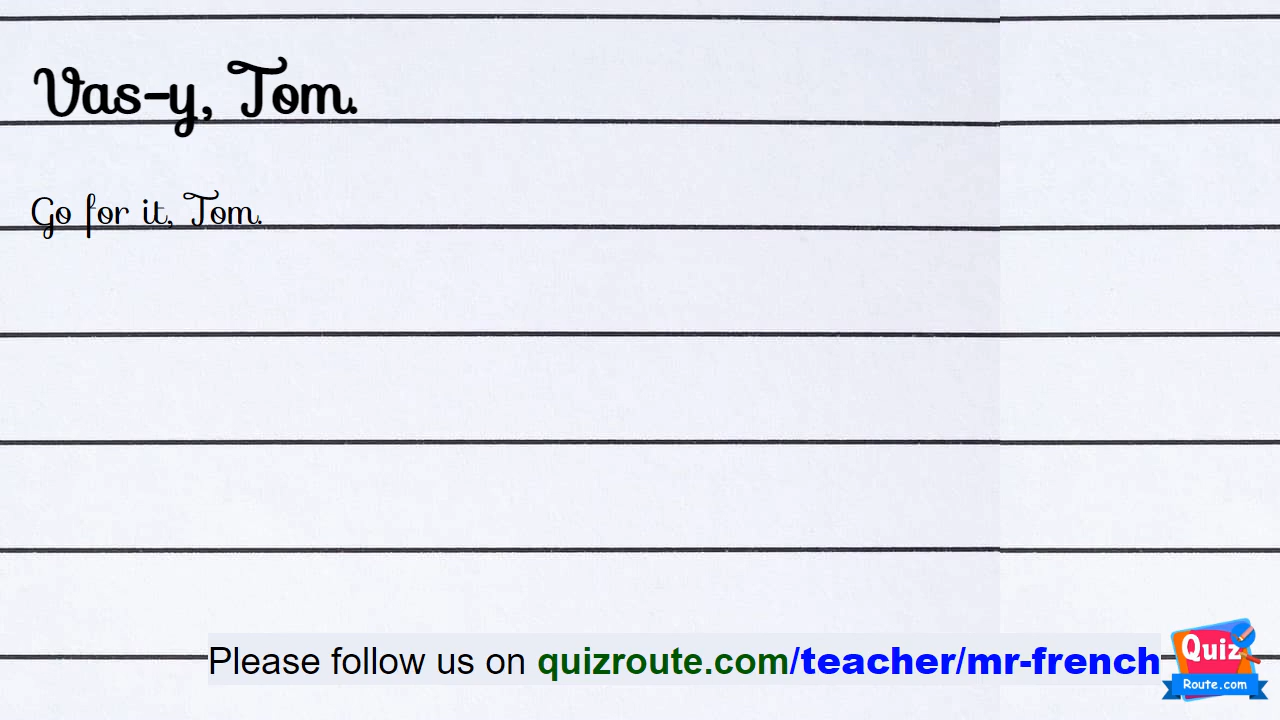 Vas-y, Tom.
Go for it, Tom.
Please follow us on quizroute.com/teacher/mr-french
Quiz
Route.com